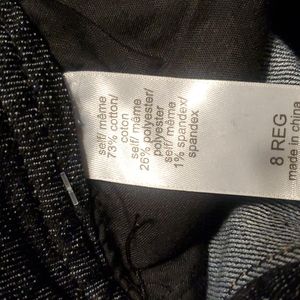 self/ même
73% cotton/
coton
self/ même
26% polyester/
polyester
self/ même
1% spandex/
spandex
8 REG
made in china